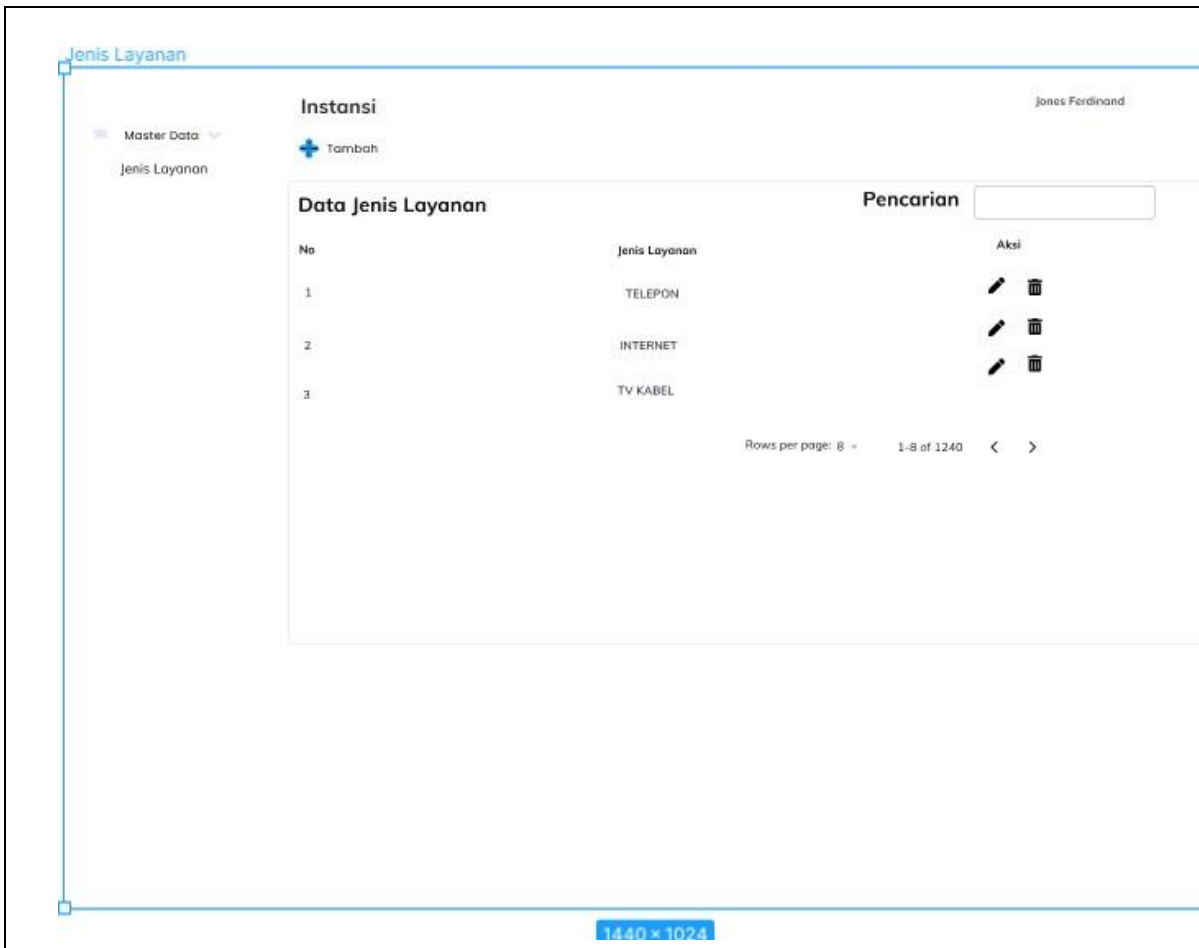 Jenis Layanan
Instansi
Jones Ferdinand
Master Data
Tambah
Jenis Layanan
Data Jenis Layanan
Pencarian
No Jenis Layanan Aksi
1 TELEPON
2 INTERNET
3 TV KABEL
Rows per page: 8 1-8 of 1240
1440 × 1024